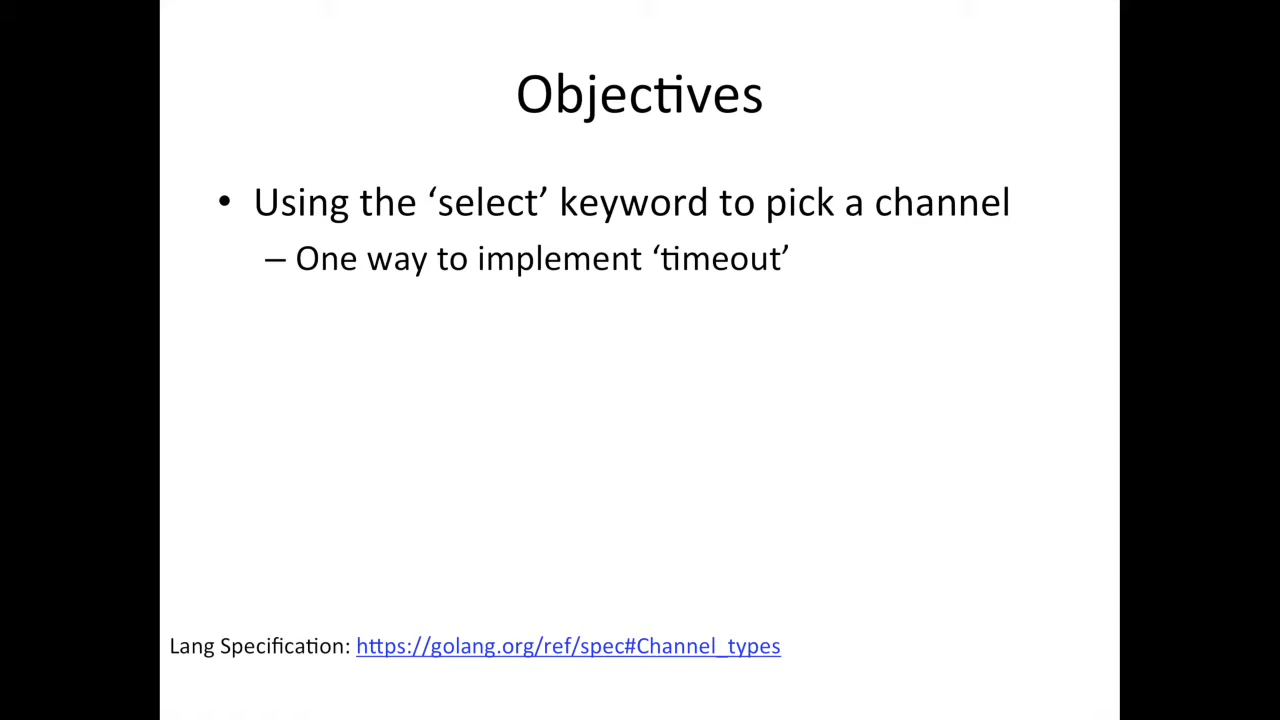 Objectives
• Using the ‘select’ keyword to pick a channel
– One way to implement ‘timeout’
Lang Specification: https://golang.org/ref/spec#Channel_types